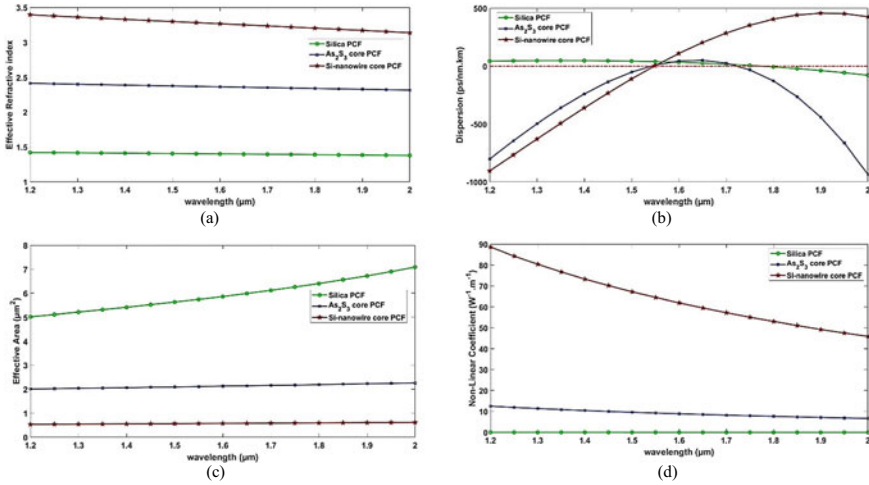 3.5
3
2.5
2
1.5
1
Effective Refractive index
Silica PCF
As2S3 core PCF
Si-nanowire core PCF
1.2 1.3 1.4 1.5 1.6 1.7 1.8 1.9 2
wavelength (µm)
(a)
500
0
-500
-1000
Dispersion (ps/nm.km)
Silica PCF
As2S3 core PCF
Si-nanowire core PCF
1.2 1.3 1.4 1.5 1.6 1.7 1.8 1.9 2
wavelength (µm)
(b)
8
7
6
5
4
3
2
1
0
Effective Area (µm2)
Silica PCF
As2S3 core PCF
Si-nanowire core PCF
1.2 1.3 1.4 1.5 1.6 1.7 1.8 1.9 2
wavelength (µm)
(c)
90
80
70
60
50
40
30
20
10
0
Non-Linear Coefficient (W-1.m-1)
Silica PCF
As2S3 core PCF
Si-nanowire core PCF
1.2 1.3 1.4 1.5 1.6 1.7 1.8 1.9 2
wavelength (µm)
(d)